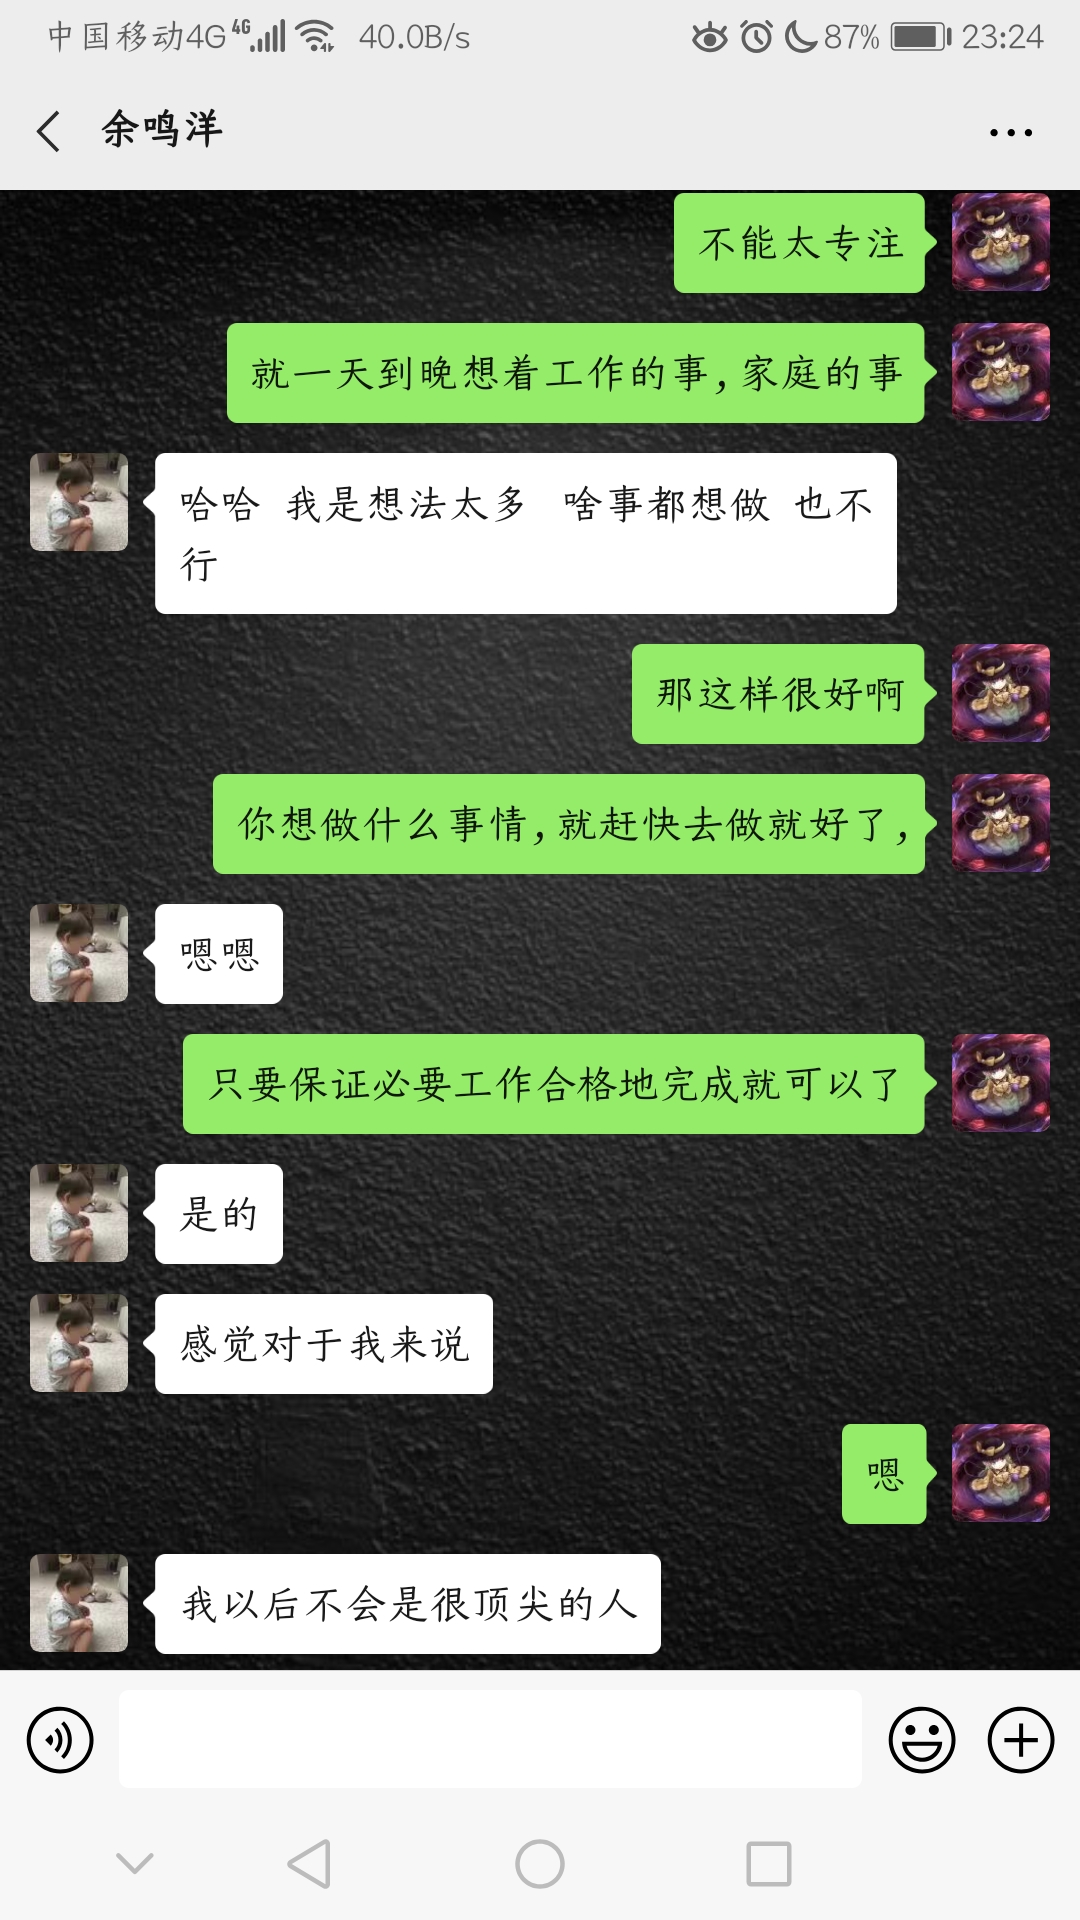 中国移动4G 4G 40.0B/s 87% 23:24
余鸣洋
不能太专注
就一天到晚想着工作的事,家庭的事
哈哈 我是想法太多 啥事都想做 也不
行
那这样很好啊
你想做什么事情,就赶快去做就好了,
嗯嗯
只要保证必要工作合格地完成就可以了
是的
感觉对于我来说
嗯
我以后不会是很顶尖的人